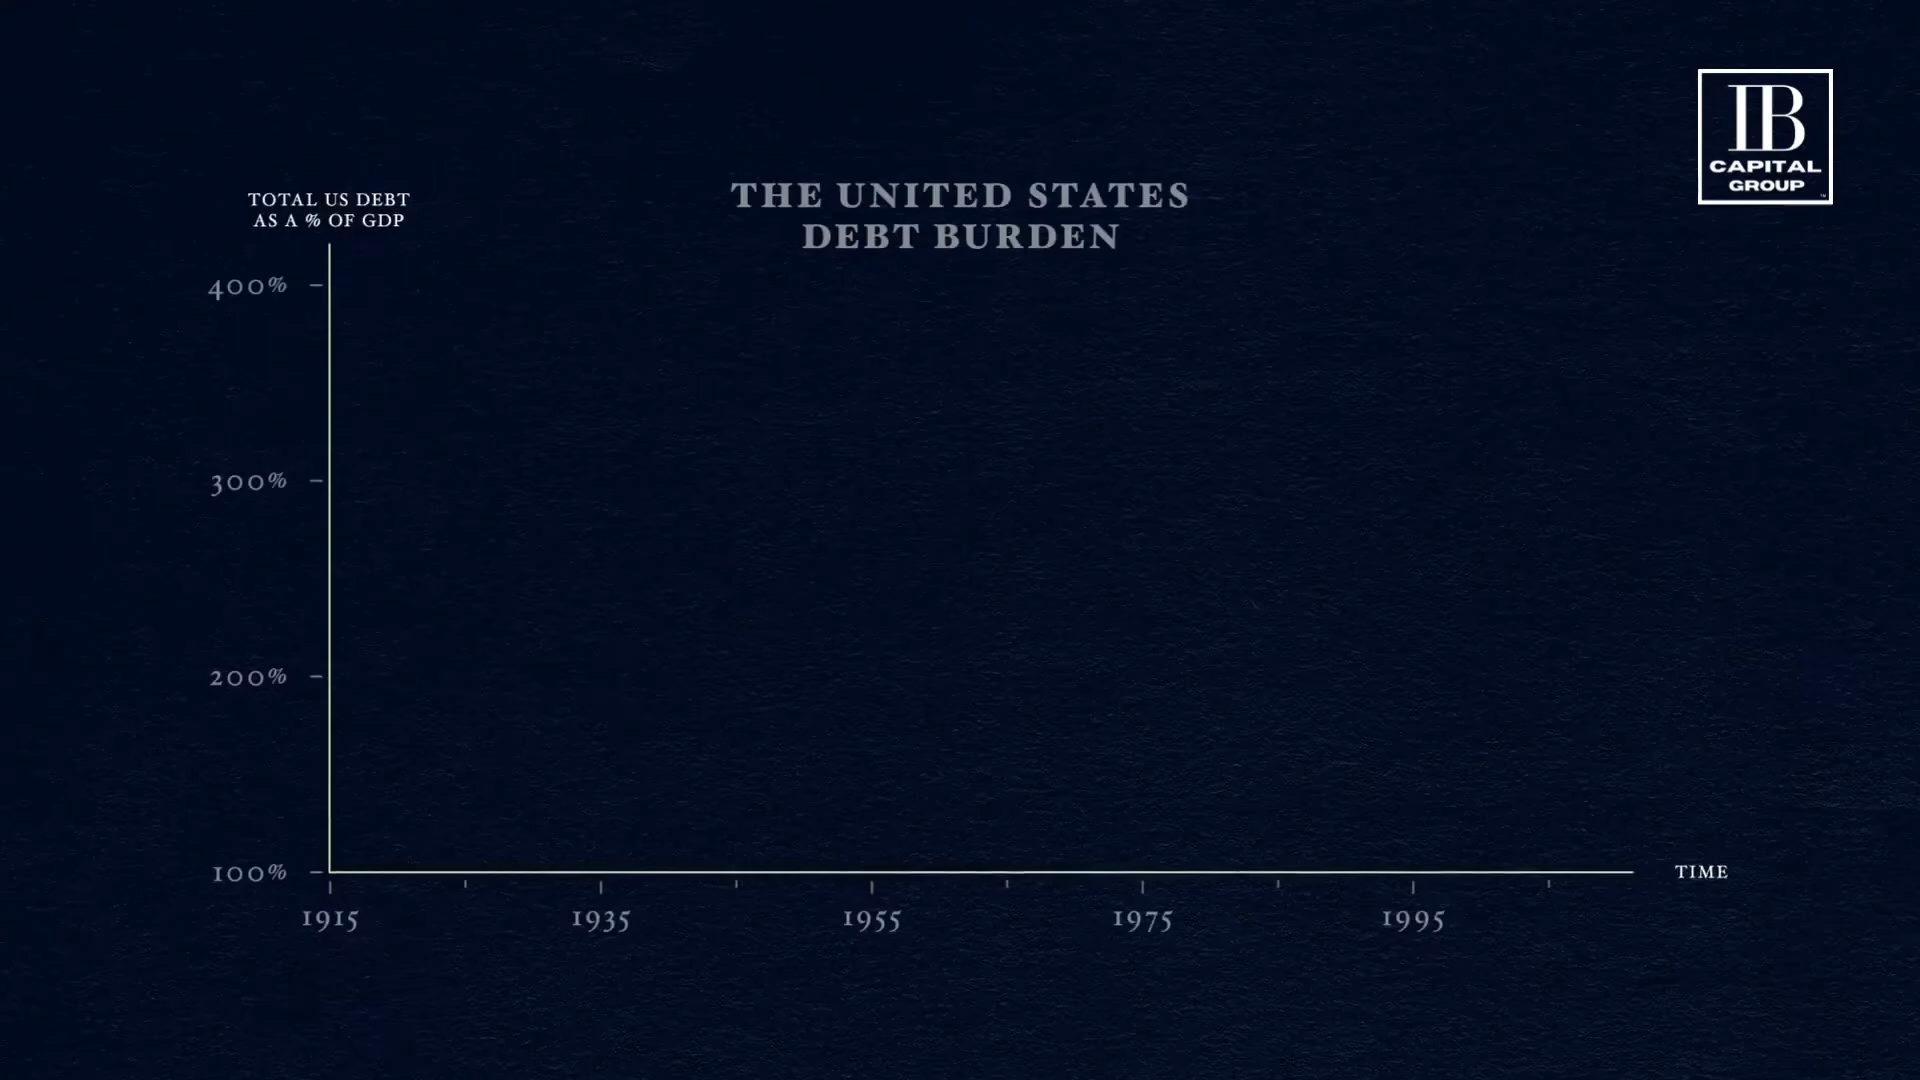 IB
CAPITAL
GROUP
THE UNITED STATES
DEBT BURDEN
TOTAL US DEBT
AS A % OF GDP
400%
300%
200%
100%
TIME
1915 1935 1955 1975 1995